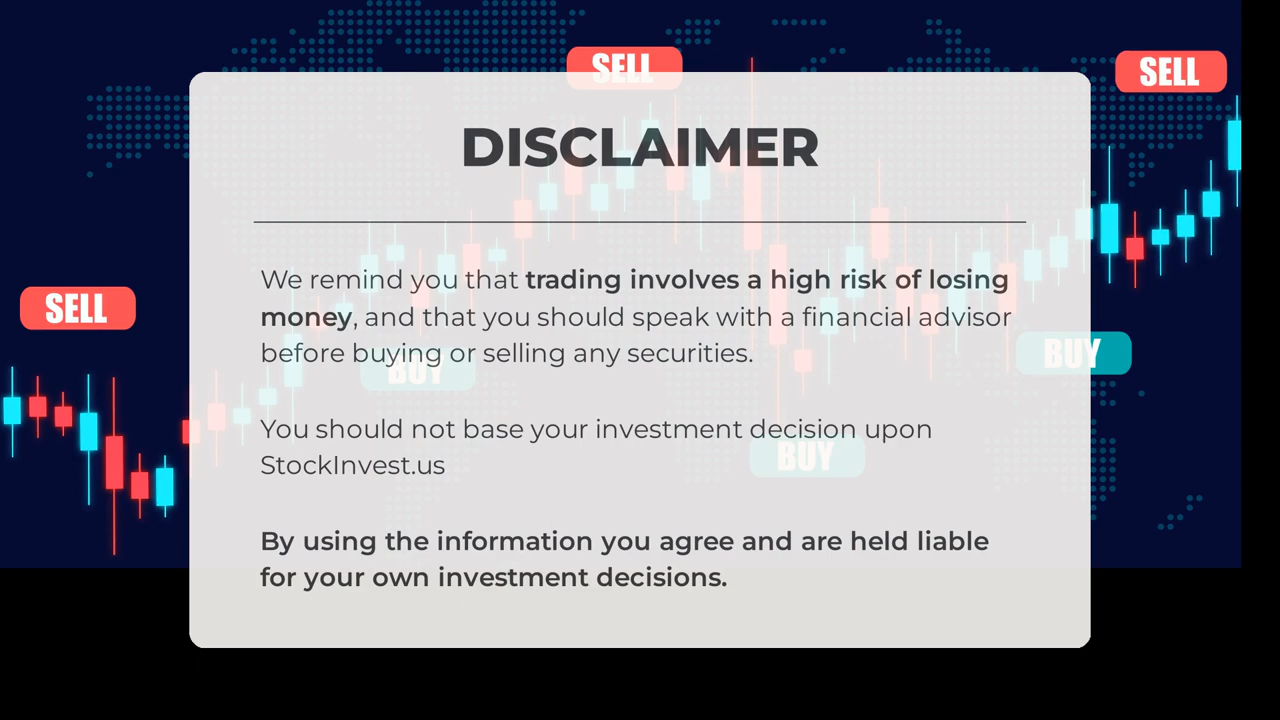 SELL
SELL
DISCLAIMER
We remind you that trading involves a high risk of losing
money, and that you should speak with a financial advisor
before buying or selling any securities.
You should not base your investment decision upon
StockInvest.us
By using the information you agree and are held liable
for your own investment decisions.
SELL
BUY
BUY
BUY